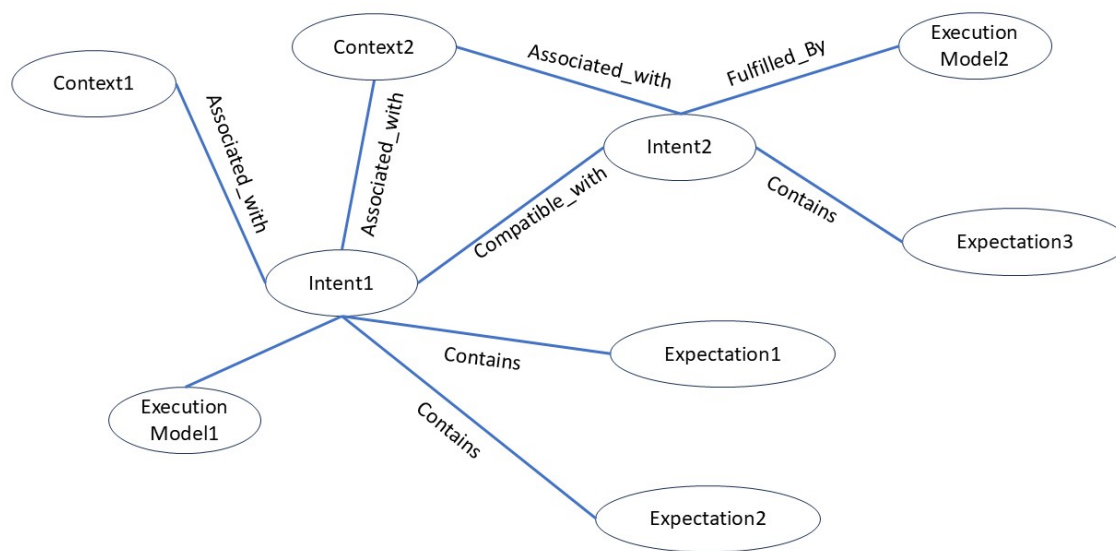 Context1
Context2
Associated_with
Fulfilled_By
Execution
Model2
Associated_with
Associated_with
Intent2
Compatible_with
Contains
Expectation3
Intent1
Contains
Expectation1
Execution
Model1
Contains
Expectation2